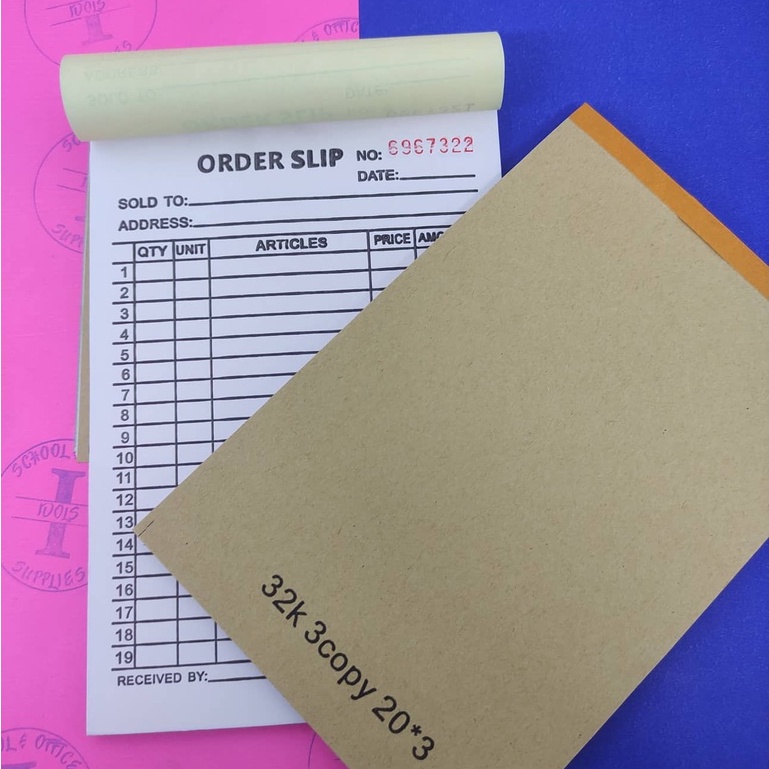 ORDER SLIP NO: 6967322
DATE:
SOLD TO:
ADDRESS:
QTY UNIT ARTICLES PRICE
1
2
3
4
5
6
7
8
9
10
11
12
13
14
15
16
17
18
19
RECEIVED BY:
32k 3copy 20*3
SCHOOL &
IDOLS
SUPPLIES